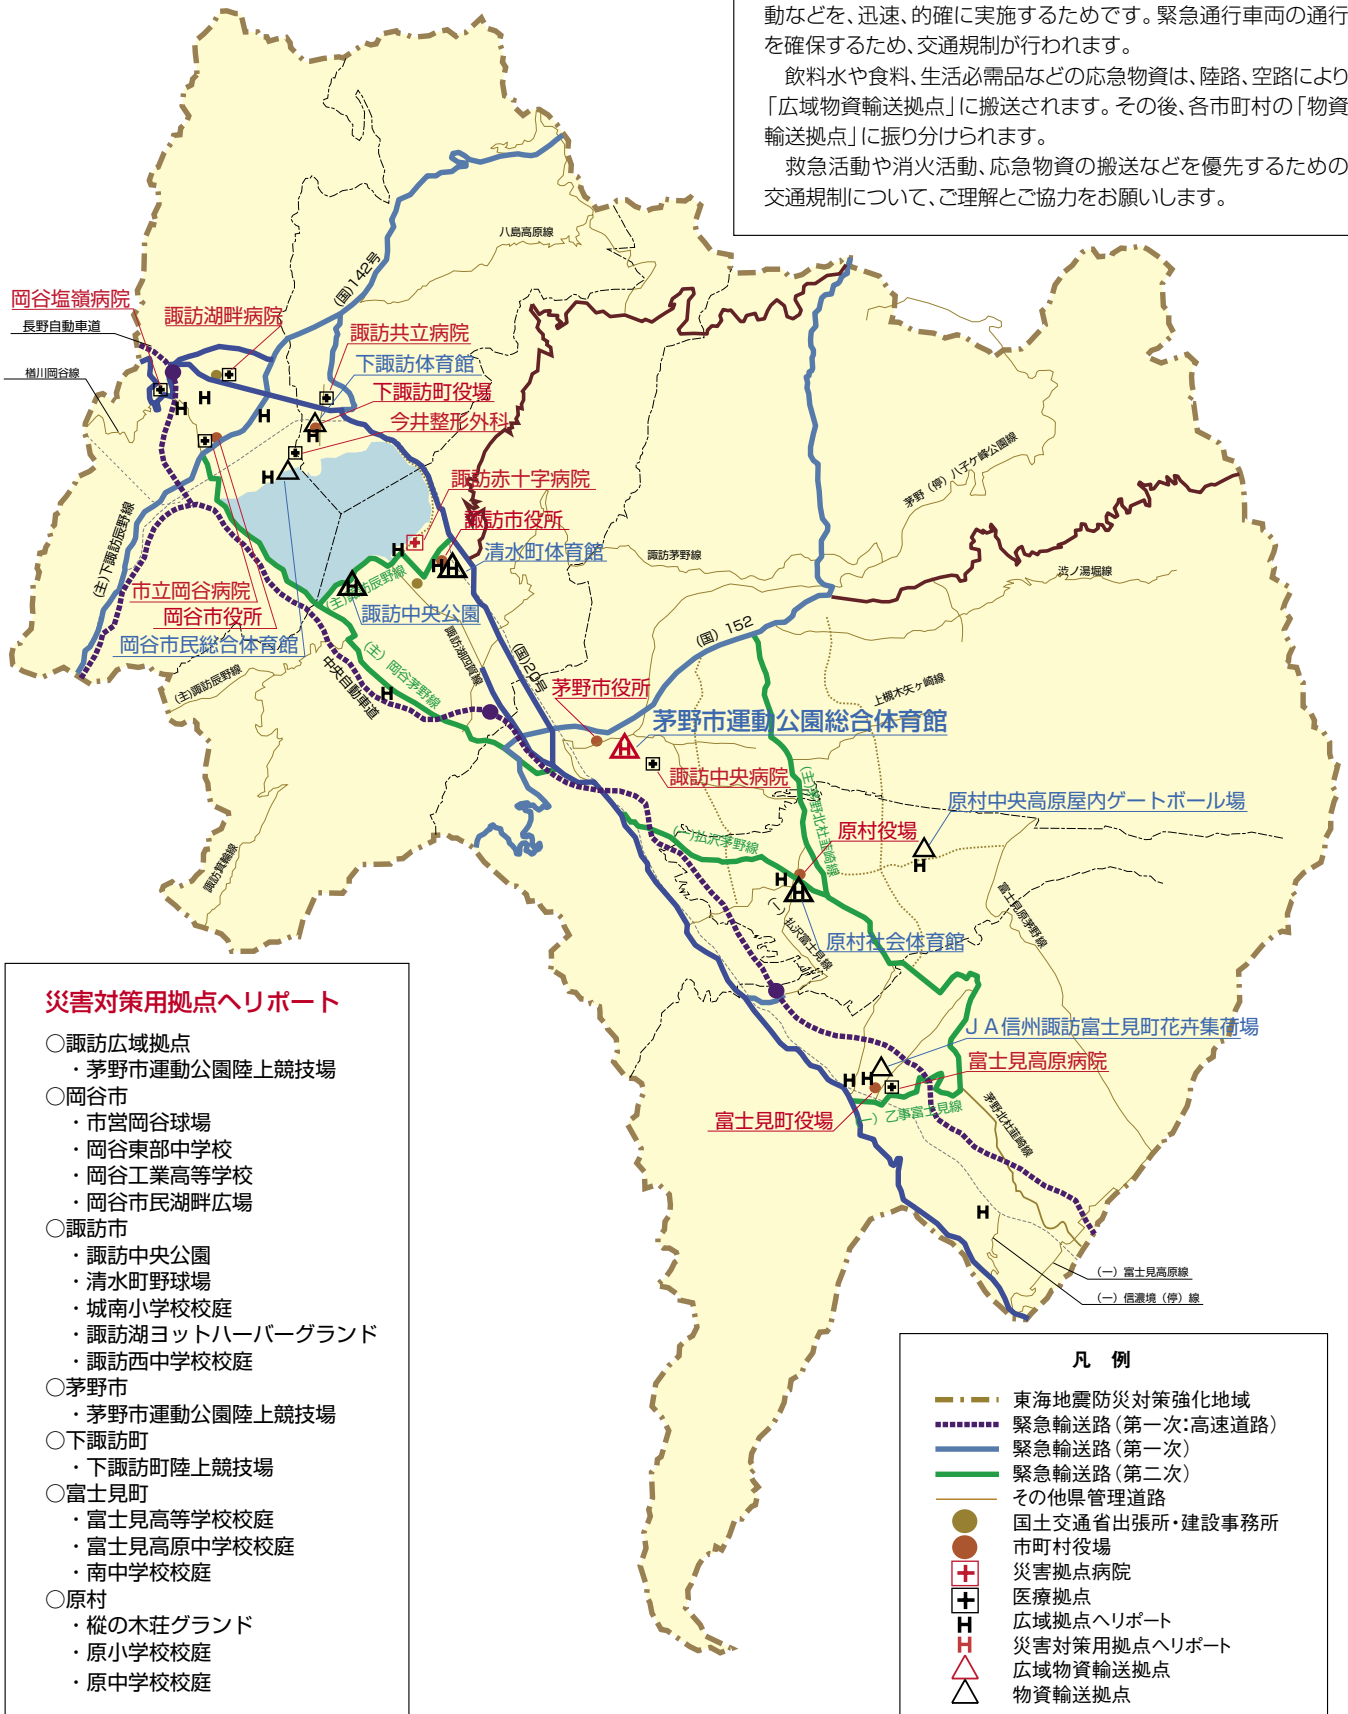 動などを、迅速、的確に実施するためです。緊急通行車両の通行
を確保するため、交通規制が行われます。
　飲料水や食料、生活必需品などの応急物資は、陸路、空路により
「広域物資輸送拠点」に搬送されます。その後、各市町村の「物資
輸送拠点」に振り分けられます。
　救急活動や消火活動、応急物資の搬送などを優先するための
交通規制について、ご理解とご協力をお願いします。
八島高原線
(国)142号
岡谷塩嶺病院
長野自動車道
諏訪湖畔病院
諏訪共立病院
下諏訪体育館
楢川岡谷線
下諏訪町役場
今井整形外科
茅野（停）八子ケ峰公園線
諏訪赤十字病院
諏訪市役所
清水町体育館
諏訪茅野線
渋ノ湯堀線
(主)下諏訪辰野線
市立岡谷病院
(主)諏訪辰野線
岡谷市役所
諏訪中央公園
岡谷市民総合体育館
(国) 152
諏訪湖四賀線
(主) 岡谷茅野線
(国)20号
(主)諏訪辰野線
中央自動車道
茅野市役所
上槻木矢ケ崎線
茅野市運動公園総合体育館
諏訪中央病院
原村中央高原屋内ゲートボール場
(主)茅野北杜韮崎線
原村役場
(一)払沢茅野線
諏訪箕輪線
富士見原茅野線
(一)払沢富士見線
原村社会体育館
ＪＡ信州諏訪富士見町花卉集荷場
富士見高原病院
富士見町役場
(一) 乙事富士見線
茅野北杜韮崎線
（一）富士見高原線
（一）信濃境（停）線
災害対策用拠点ヘリポート
○諏訪広域拠点
・茅野市運動公園陸上競技場
○岡谷市
・市営岡谷球場
・岡谷東部中学校
・岡谷工業高等学校
・岡谷市民湖畔広場
○諏訪市
・諏訪中央公園
・清水町野球場
・城南小学校校庭
・諏訪湖ヨットハーバーグランド
・諏訪西中学校校庭
○茅野市
・茅野市運動公園陸上競技場
○下諏訪町
・下諏訪町陸上競技場
○富士見町
・富士見高等学校校庭
・富士見高原中学校校庭
・南中学校校庭
○原村
・樅の木荘グランド
・原小学校校庭
・原中学校校庭
凡　例
東海地震防災対策強化地域
緊急輸送路（第一次：高速道路）
緊急輸送路（第一次）
緊急輸送路（第二次）
その他県管理道路
国土交通省出張所・建設事務所
市町村役場
災害拠点病院
医療拠点
H 広域拠点ヘリポート
H 災害対策用拠点ヘリポート
広域物資輸送拠点
物資輸送拠点